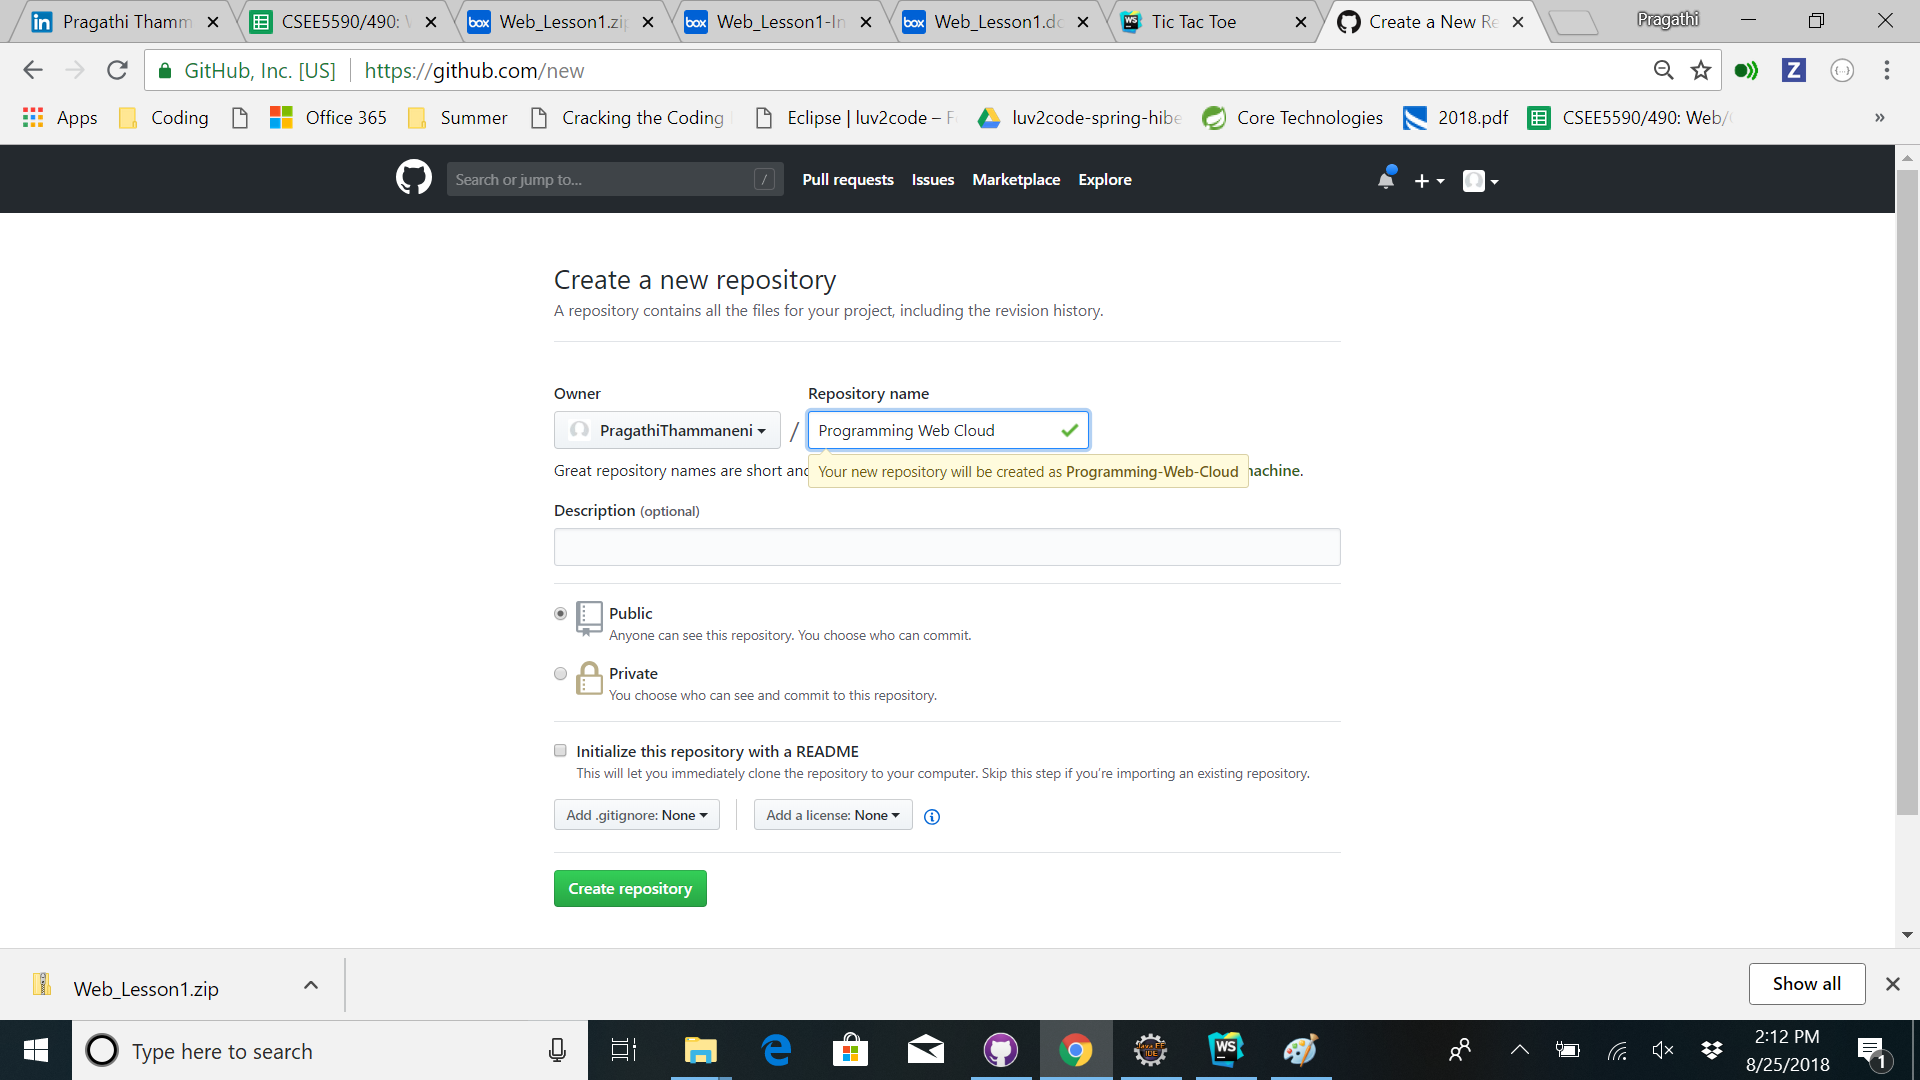 Pragathi Thamm
CSEE5590/490:
Web_Lesson1.zip
Web_Lesson1-In
Web_Lesson1.do
Tic Tac Toe
Create a New Re
Pragathi
GitHub, Inc. [US]
https://github.com/new
Apps
Coding
Office 365
Summer
Cracking the Coding
Eclipse | luv2code – F
luv2code-spring-hibe
Core Technologies
2018.pdf
CSEE5590/490: Web/
»
Search or jump to...
/
Pull requests
Issues
Marketplace
Explore
Create a new repository
A repository contains all the files for your project, including the revision history.
Owner
Repository name
PragathiThammaneni
/
Programming Web Cloud
Great repository names are short and
Your new repository will be created as Programming-Web-Cloud
machine.
Description (optional)
Public
Anyone can see this repository. You choose who can commit.
Private
You choose who can see and commit to this repository.
Initialize this repository with a README
This will let you immediately clone the repository to your computer. Skip this step if you're importing an existing repository.
Add .gitignore: None
Add a license: None
Create repository
Web_Lesson1.zip
Show all
Type here to search
2:12 PM
8/25/2018
1